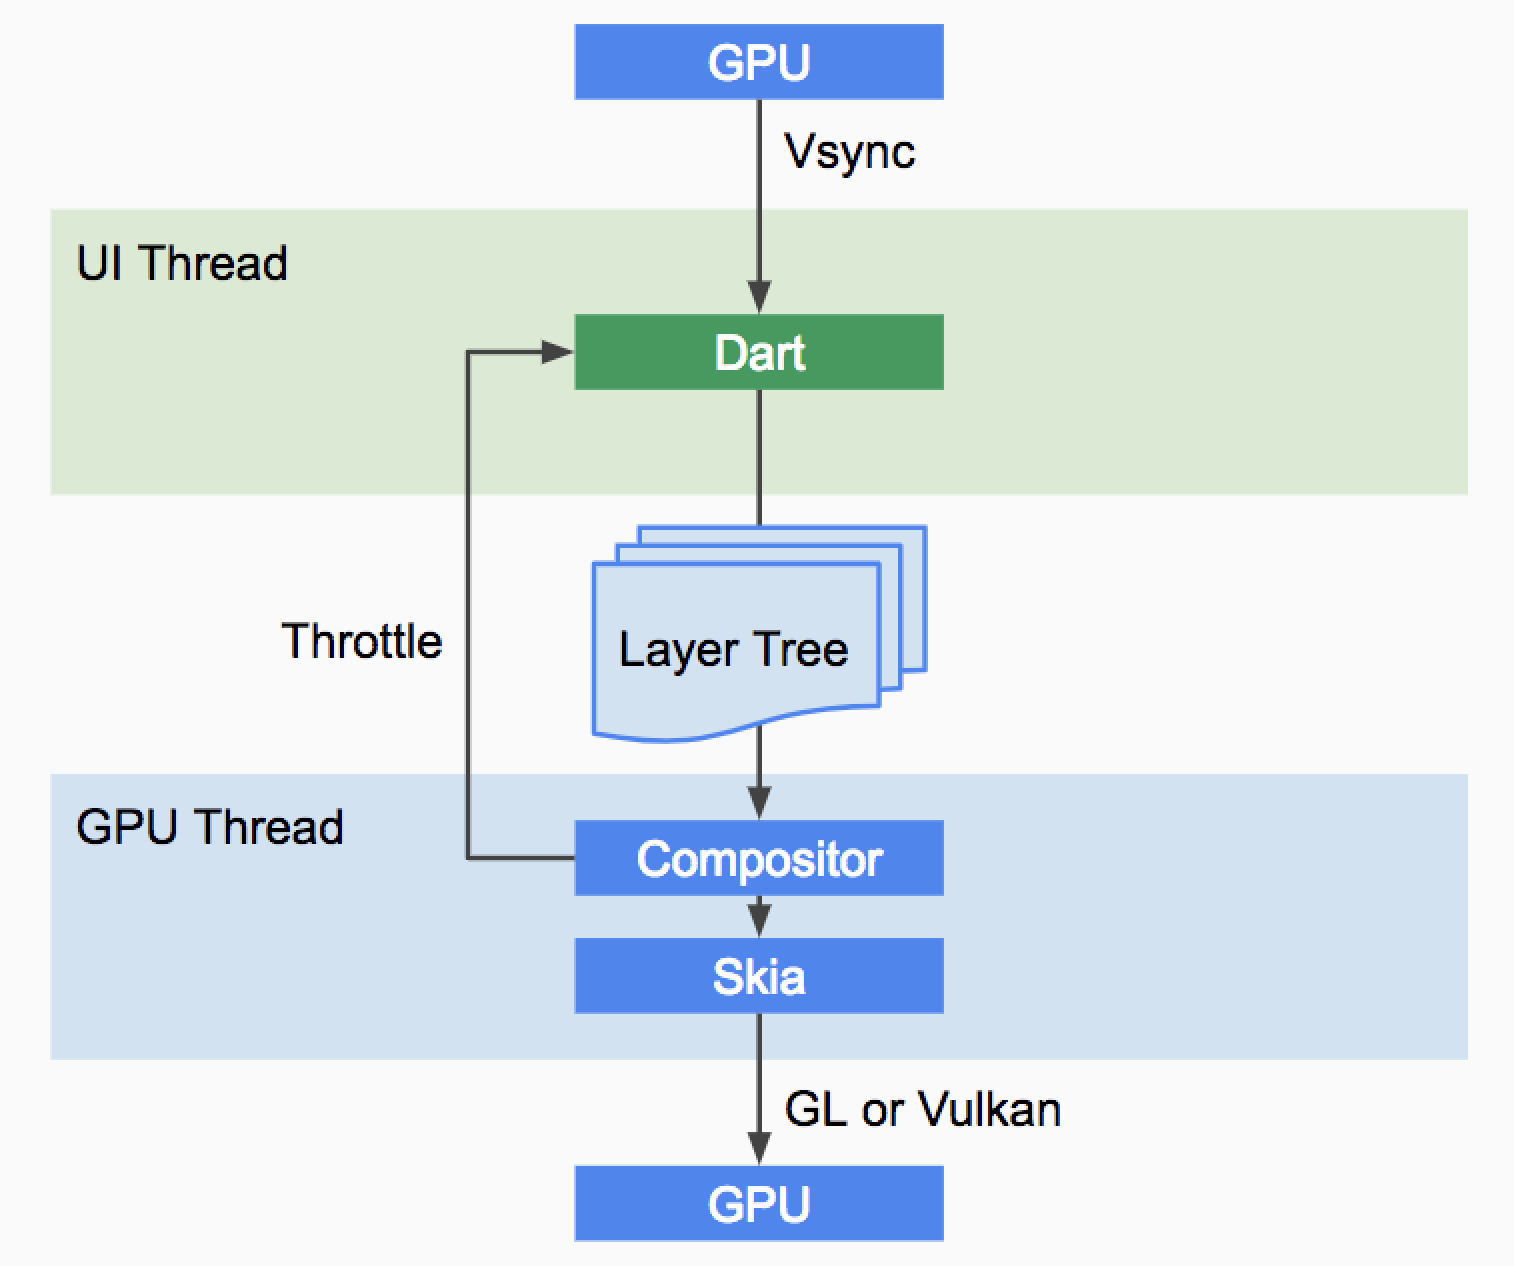 GPU
Vsync
UI Thread
Dart
Throttle
Layer Tree
GPU Thread
Compositor
Skia
GL or Vulkan
GPU